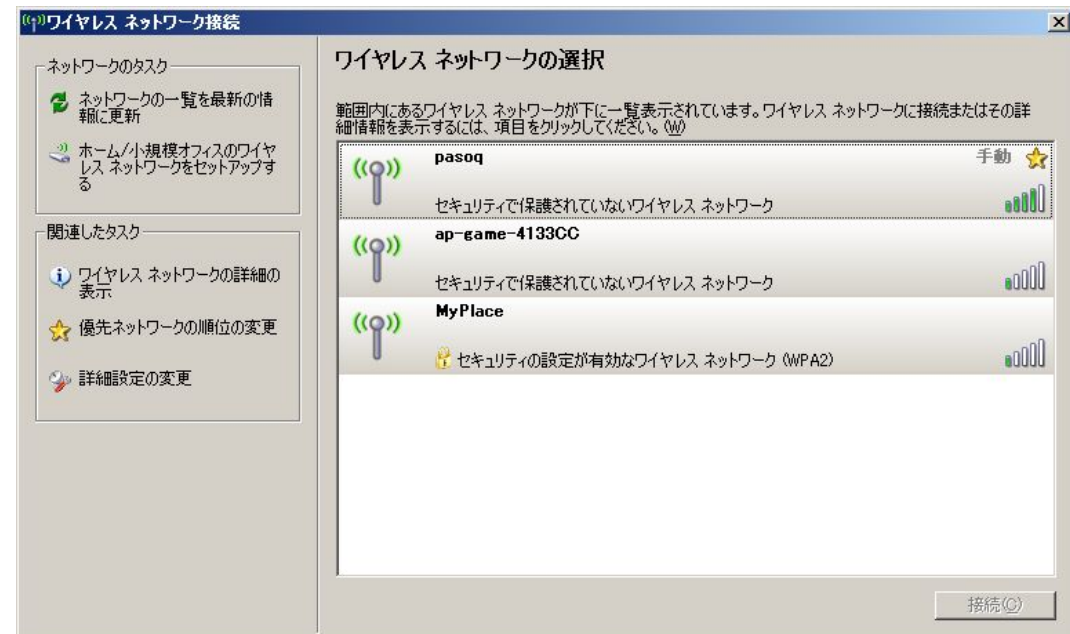 ワイヤレス ネットワーク接続
ネットワークのタスク
ネットワークの一覧を最新の情
報に更新
ホーム/小規模オフィスのワイヤ
レス ネットワークをセットアップす
る
関連したタスク
ワイヤレス ネットワークの詳細の
表示
優先ネットワークの順位の変更
詳細設定の変更
ワイヤレス ネットワークの選択
範囲内にあるワイヤレス ネットワークが下に一覧表示されています。ワイヤレス ネットワークに接続またはその詳
細情報を表示するには、項目をクリックしてください。(W)
pasoq
手動
セキュリティで保護されていないワイヤレス ネットワーク
ap-game-4133CC
セキュリティで保護されていないワイヤレス ネットワーク
MyPlace
セキュリティの設定が有効なワイヤレス ネットワーク (WPA2)
接続(C)